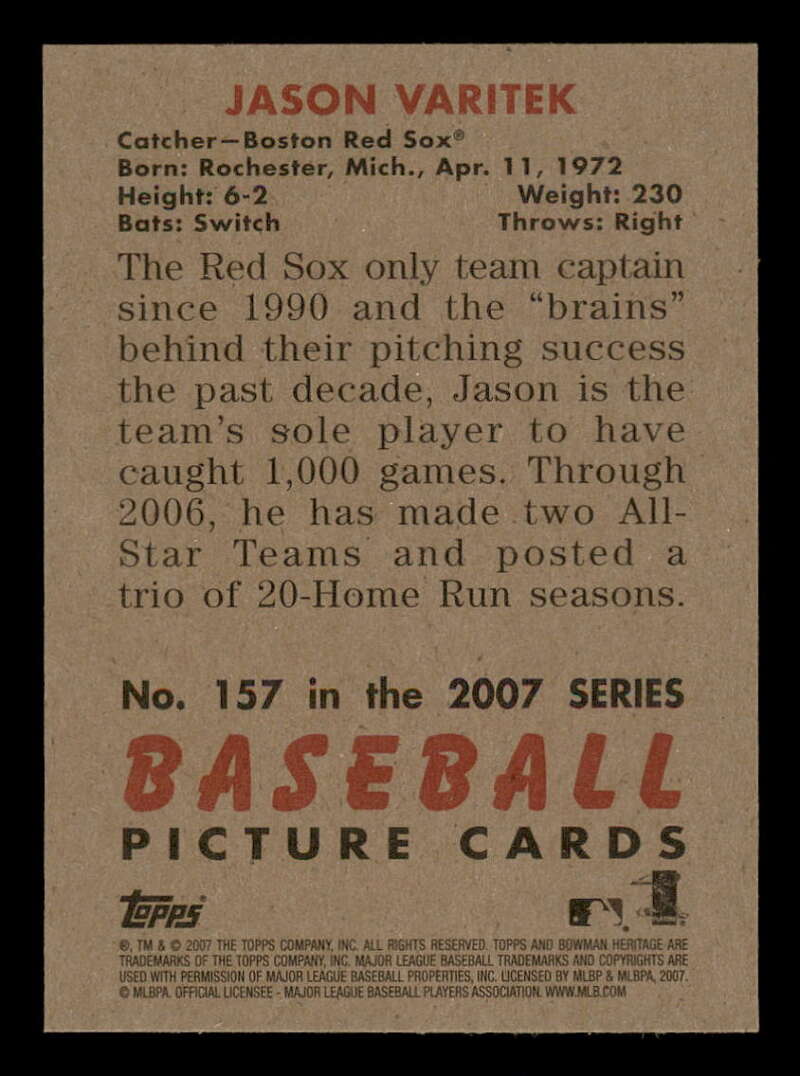 JASON VARITEK
Catcher—Boston Red Sox®
Born: Rochester, Mich., Apr. 11, 1972
Height: 6-2 Weight: 230
Bats: Switch Throws: Right
The Red Sox only team captain
since 1990 and the “brains”
behind their pitching success
the past decade, Jason is the
team's sole player to have
caught 1,000 games. Through
2006, he has made two All-
Star Teams and posted a
trio of 20-Home Run seasons.
No. 157 in the 2007 SERIES
BASEBALL
PICTURE CARDS
Topps
®, TM & © 2007 THE TOPPS COMPANY, INC. ALL RIGHTS RESERVED. TOPPS AND BOWMAN HERITAGE ARE
TRADEMARKS OF THE TOPPS COMPANY, INC. MAJOR LEAGUE BASEBALL TRADEMARKS AND COPYRIGHTS ARE
USED WITH PERMISSION OF MAJOR LEAGUE BASEBALL PROPERTIES, INC. LICENSED BY MLBP & MLBPA, 2007.
© MLBPA. OFFICIAL LICENSEE - MAJOR LEAGUE BASEBALL PLAYERS ASSOCIATION. WWW.MLB.COM